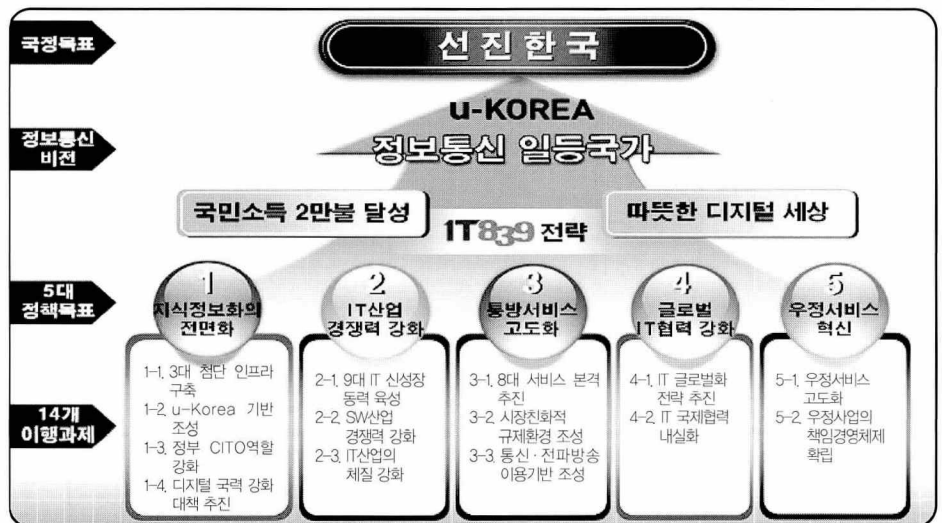 국정목표
선진한국
정보통신
비전
u-KOREA
정보통신 일등국가
국민소득 2만불 달성
IT839 전략
따뜻한 디지털 세상
5대
정책목표
1
지식정보화의
전면화
2
IT산업
경쟁력 강화
3
통방서비스
고도화
4
글로벌
IT협력 강화
5
우정서비스
혁신
14개
이행과제
1-1. 3대 첨단 인프라
구축
1-2. u-Korea 기반
조성
1-3. 정부 CITO역할
강화
1-4. 디지털 국력 강화
대책 추진
2-1. 9대 IT 신성장
동력 육성
2-2. SW산업
경쟁력 강화
2-3. IT산업의
체질 강화
3-1. 8대 서비스 본격
추진
3-2. 시장친화적
규제환경 조성
3-3. 통신·전파방송
이용기반 조성
4-1. IT 글로벌화
전략 추진
4-2. IT 국제협력
내실화
5-1. 우정서비스
고도화
5-2. 우정사업의
책임경영체제
확립